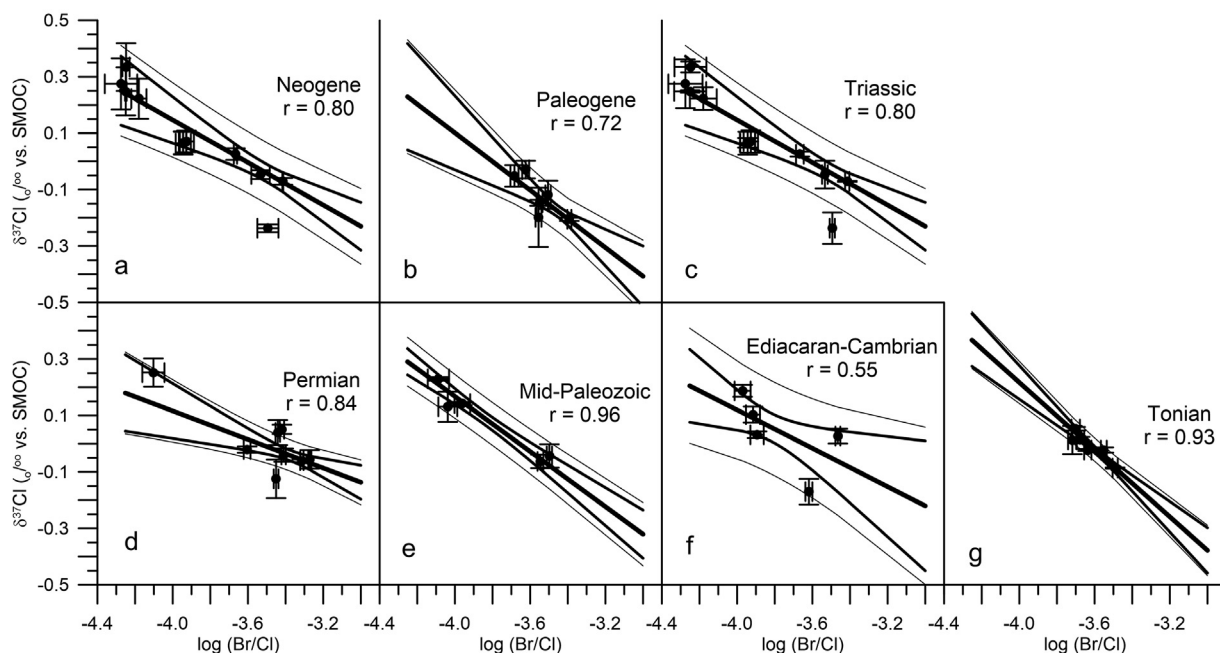 0.5
0.3
0.1
-0.1
-0.3
-0.5
δ³⁷Cl (‰ vs. SMOC)
Neogene
r = 0.80
a
Paleogene
r = 0.72
b
Triassic
r = 0.80
c
0.3
0.1
-0.1
-0.3
-0.5
δ³⁷Cl (‰ vs. SMOC)
Permian
r = 0.84
d
Mid-Paleozoic
r = 0.96
e
Ediacaran-Cambrian
r = 0.55
f
Tonian
r = 0.93
g
-4.4 -4.0 -3.6 -3.2 -4.0 -3.6 -3.2 -4.4 -4.0 -3.6 -3.2 -4.0 -3.6 -3.2
log (Br/Cl) log (Br/Cl) log (Br/Cl) log (Br/Cl)